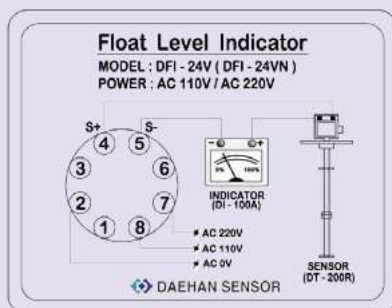 Float Level Indicator
MODEL : DFI - 24V ( DFI - 24VN )
POWER : AC 110V / AC 220V
S+ S-
4 5
3 6
2 7
1 8
- +
0% 100%
INDICATOR
(DI - 100A)
AC 220V
AC 110V
AC 0V
SENSOR
(DT - 200R)
DAEHAN SENSOR